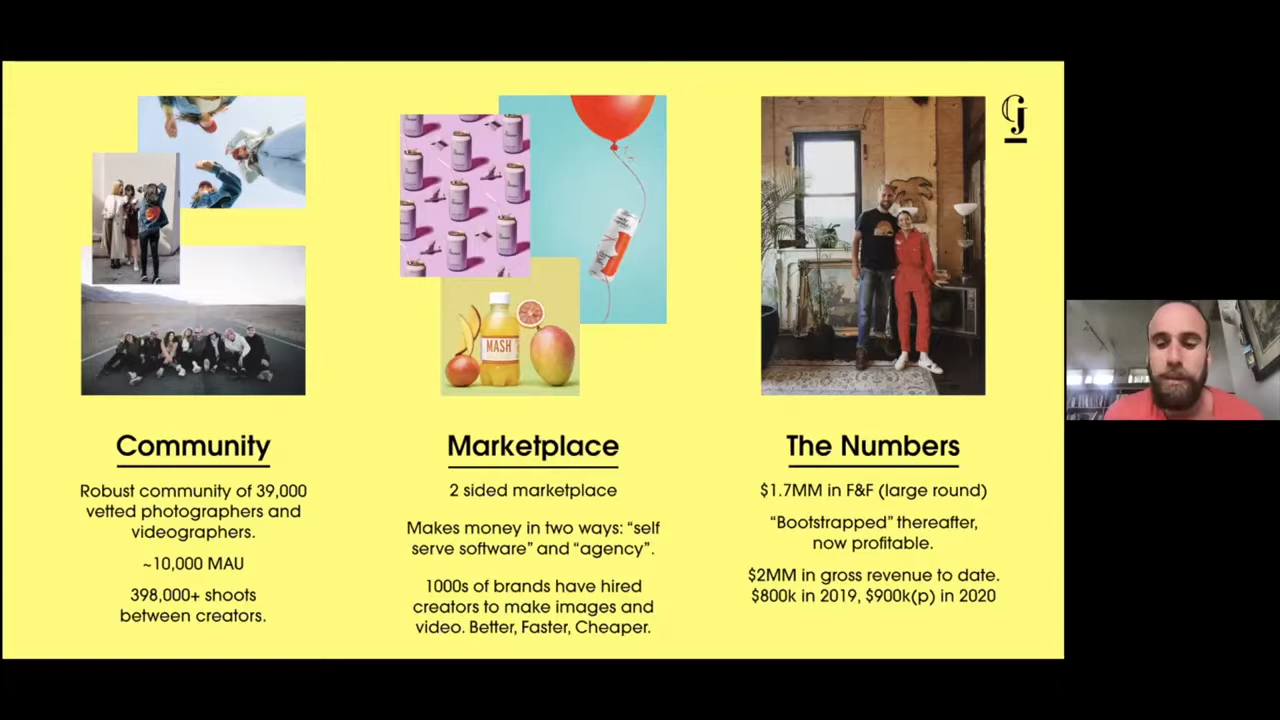 Community
Robust community of 39,000
vetted photographers and
videographers.
~10,000 MAU
398,000+ shoots
between creators.
Marketplace
2 sided marketplace
Makes money in two ways: “self
serve software” and “agency”.
1000s of brands have hired
creators to make images and
video. Better, Faster, Cheaper.
The Numbers
$1.7MM in F&F (large round)
“Bootstrapped” thereafter,
now profitable.
$2MM in gross revenue to date.
$800k in 2019, $900k(p) in 2020
MASH